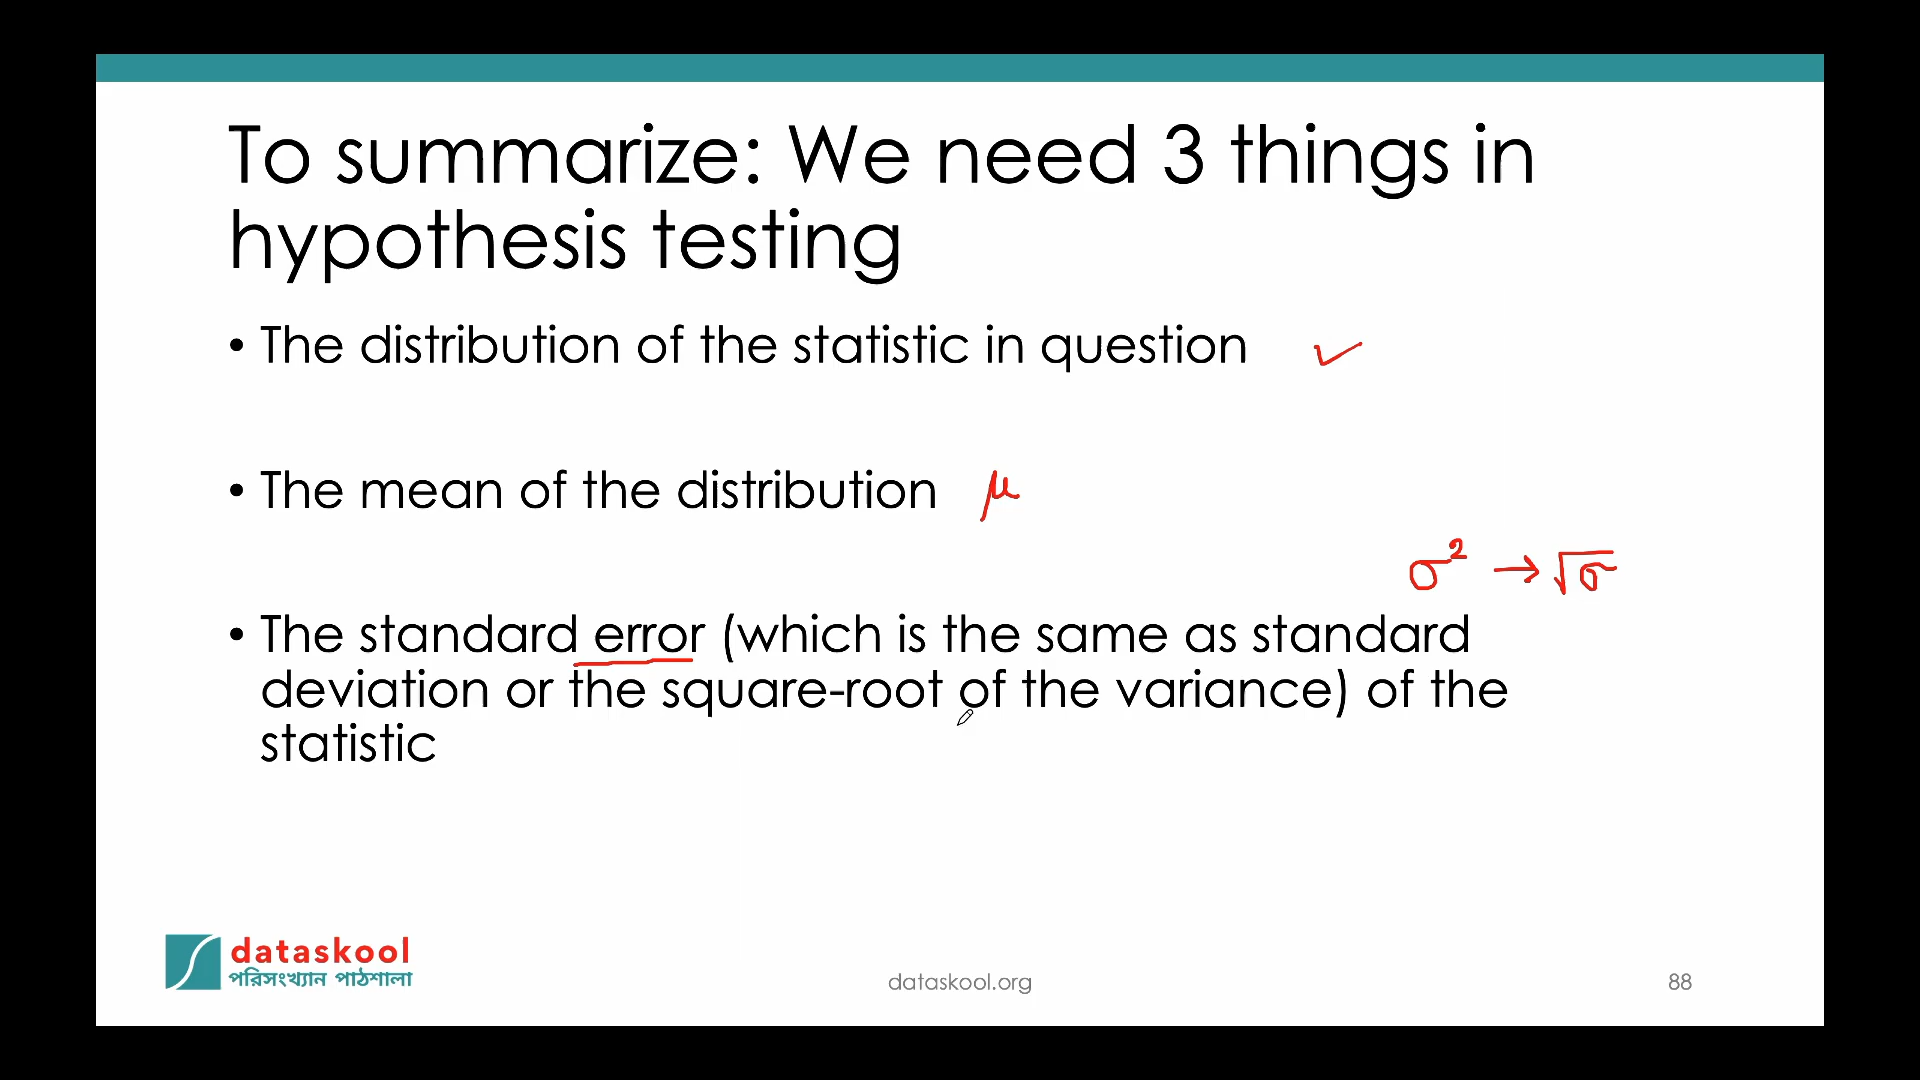 To summarize: We need 3 things in
hypothesis testing
• The distribution of the statistic in question ✓
• The mean of the distribution μ
σ² → √σ
• The standard error (which is the same as standard
deviation or the square-root of the variance) of the
statistic
dataskool
পরিসংখ্যান পাঠশালা
dataskool.org
88